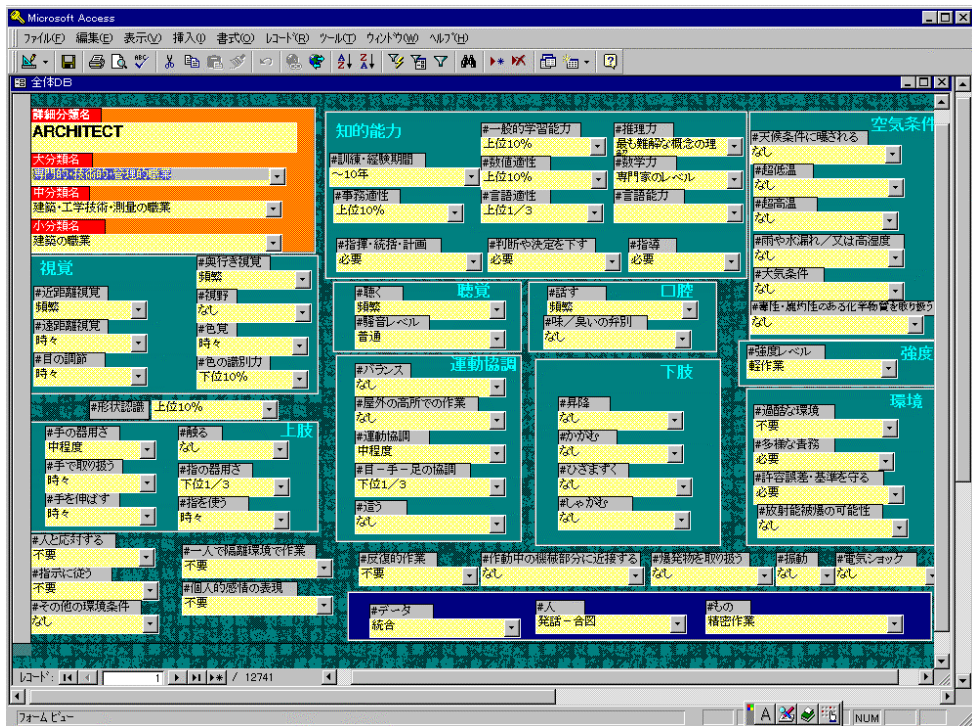 Microsoft Access
ファイル(F) 編集(E) 表示(V) 挿入(I) 書式(O) レコード(R) ツール(T) ウィンドウ(W) ヘルプ(H)
全体DB
詳細分類名
ARCHITECT
大分類名
専門的・技術的・管理的職業
中分類名
建築・工学技術・測量の職業
小分類名
建築の職業
知的能力
#訓練・経験期間
～10年
#事務適性
上位10%
#一般的学習能力
上位10%
#数値適性
上位10%
#言語適性
上位1／3
#推理力
最も難解な概念の理
#数学力
専門家のレベル
#言語能力
#指揮・統括・計画
必要
#判断や決定を下す
必要
#指導
必要
空気条件
#天候条件に曝される
なし
#超低温
なし
#超高温
なし
#雨や水漏れ／又は高湿度
なし
#大気条件
なし
#毒性・腐灼性のある化学物質を取り扱う
なし
視覚
#近距離視覚
頻繁
#遠距離視覚
時々
#目の調節
時々
#奥行き視覚
頻繁
#視野
なし
#色覚
時々
#色の識別力
下位10%
#形状認識
上位10%
聴覚
#聴く
頻繁
#騒音レベル
普通
口腔
#話す
頻繁
#味／臭いの弁別
なし
強度
#強度レベル
軽作業
運動協調
#バランス
なし
#屋外の高所での作業
なし
#運動協調
中程度
#目－手－足の協調
下位1／3
#這う
なし
下肢
#昇降
なし
#かがむ
なし
#ひざまずく
なし
#しゃがむ
なし
環境
#過酷な環境
不要
#多様な責務
必要
#許容誤差・基準を守る
必要
#放射能被爆の可能性
なし
上肢
#手の器用さ
中程度
#手で取り扱う
時々
#手を伸ばす
時々
#触る
なし
#指の器用さ
下位1／3
#指を使う
時々
#人と応対する
不要
#指示に従う
不要
#その他の環境条件
なし
#一人で隔離環境で作業
不要
#個人的感情の表現
不要
#反復的作業
不要
#作動中の機械部分に近接する
なし
#爆発物を取り扱う
なし
#振動
なし
#電気ショック
なし
#データ
統合
#人
発話－合図
#もの
精密作業
レコード: 1 / 12741
フォーム ビュー
A
NUM